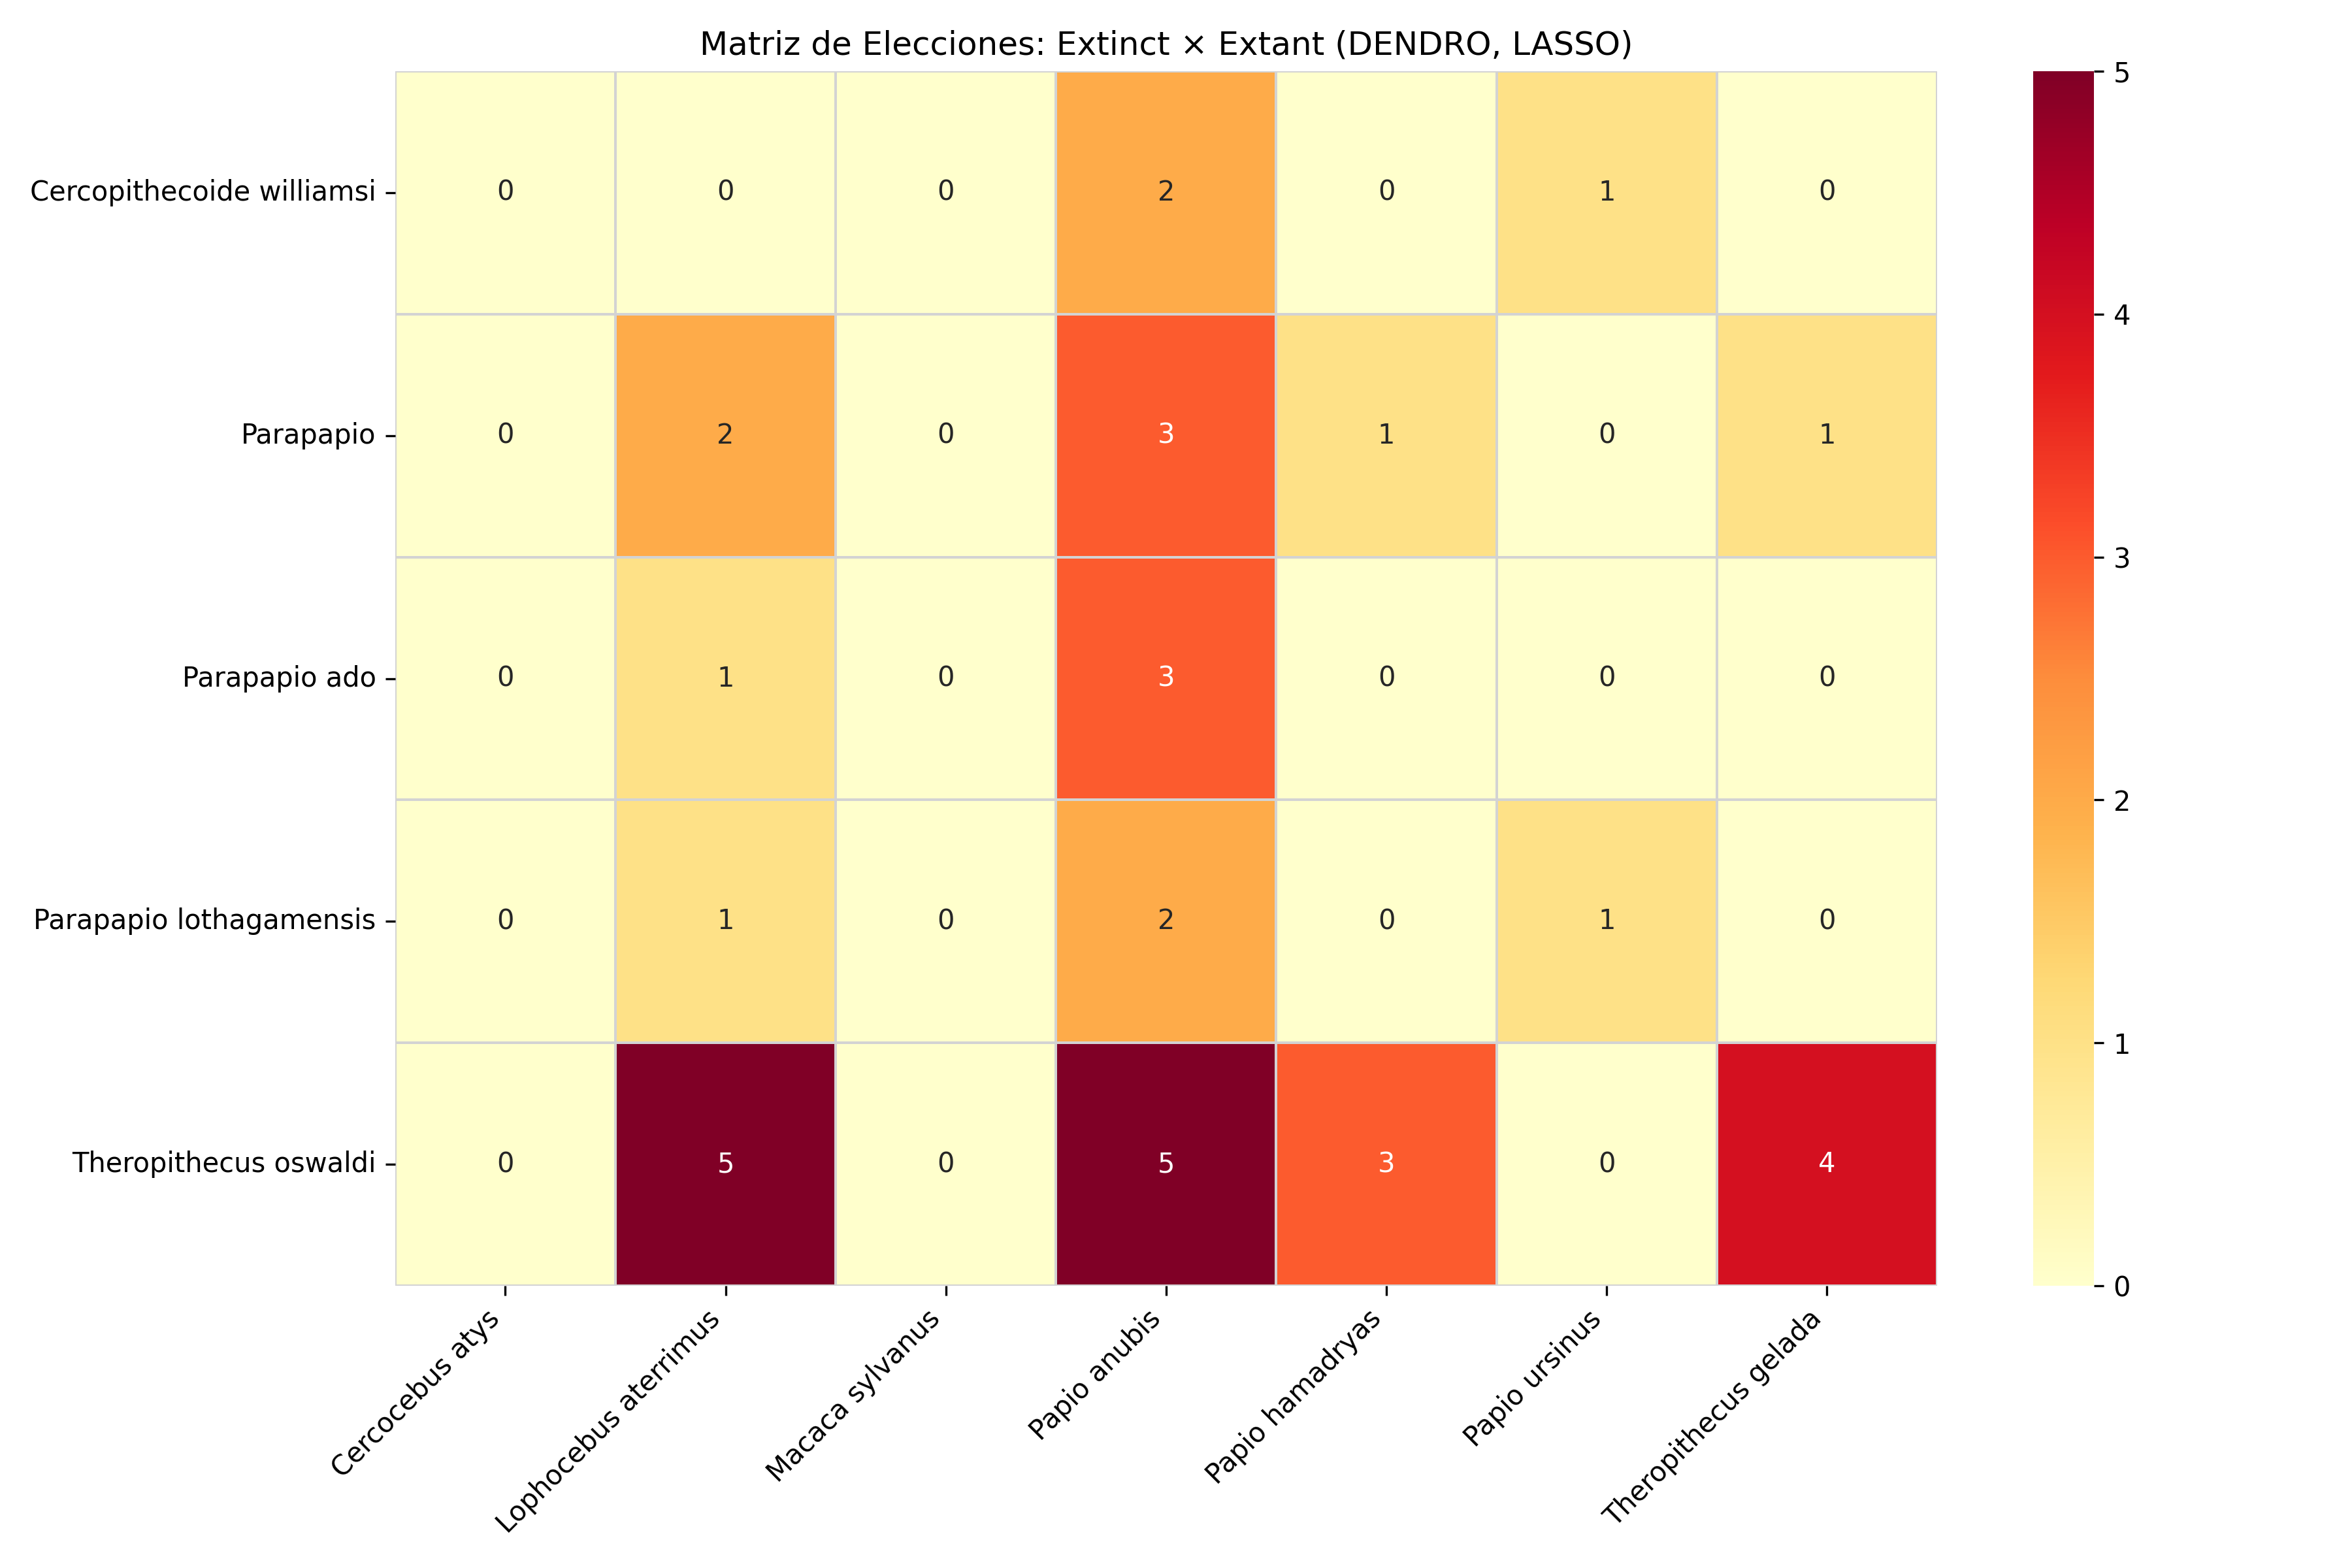 Matriz de Elecciones: Extinct × Extant (DENDRO, LASSO)
Cercopithecoide williamsi 0 0 0 2 0 1 0
Parapapio 0 2 0 3 1 0 1
Parapapio ado 0 1 0 3 0 0 0
Parapapio lothagamensis 0 1 0 2 0 1 0
Theropithecus oswaldi 0 5 0 5 3 0 4
Cercocebus atys
Lophocebus aterrimus
Macaca sylvanus
Papio anubis
Papio hamadryas
Papio ursinus
Theropithecus gelada
5
4
3
2
1
0